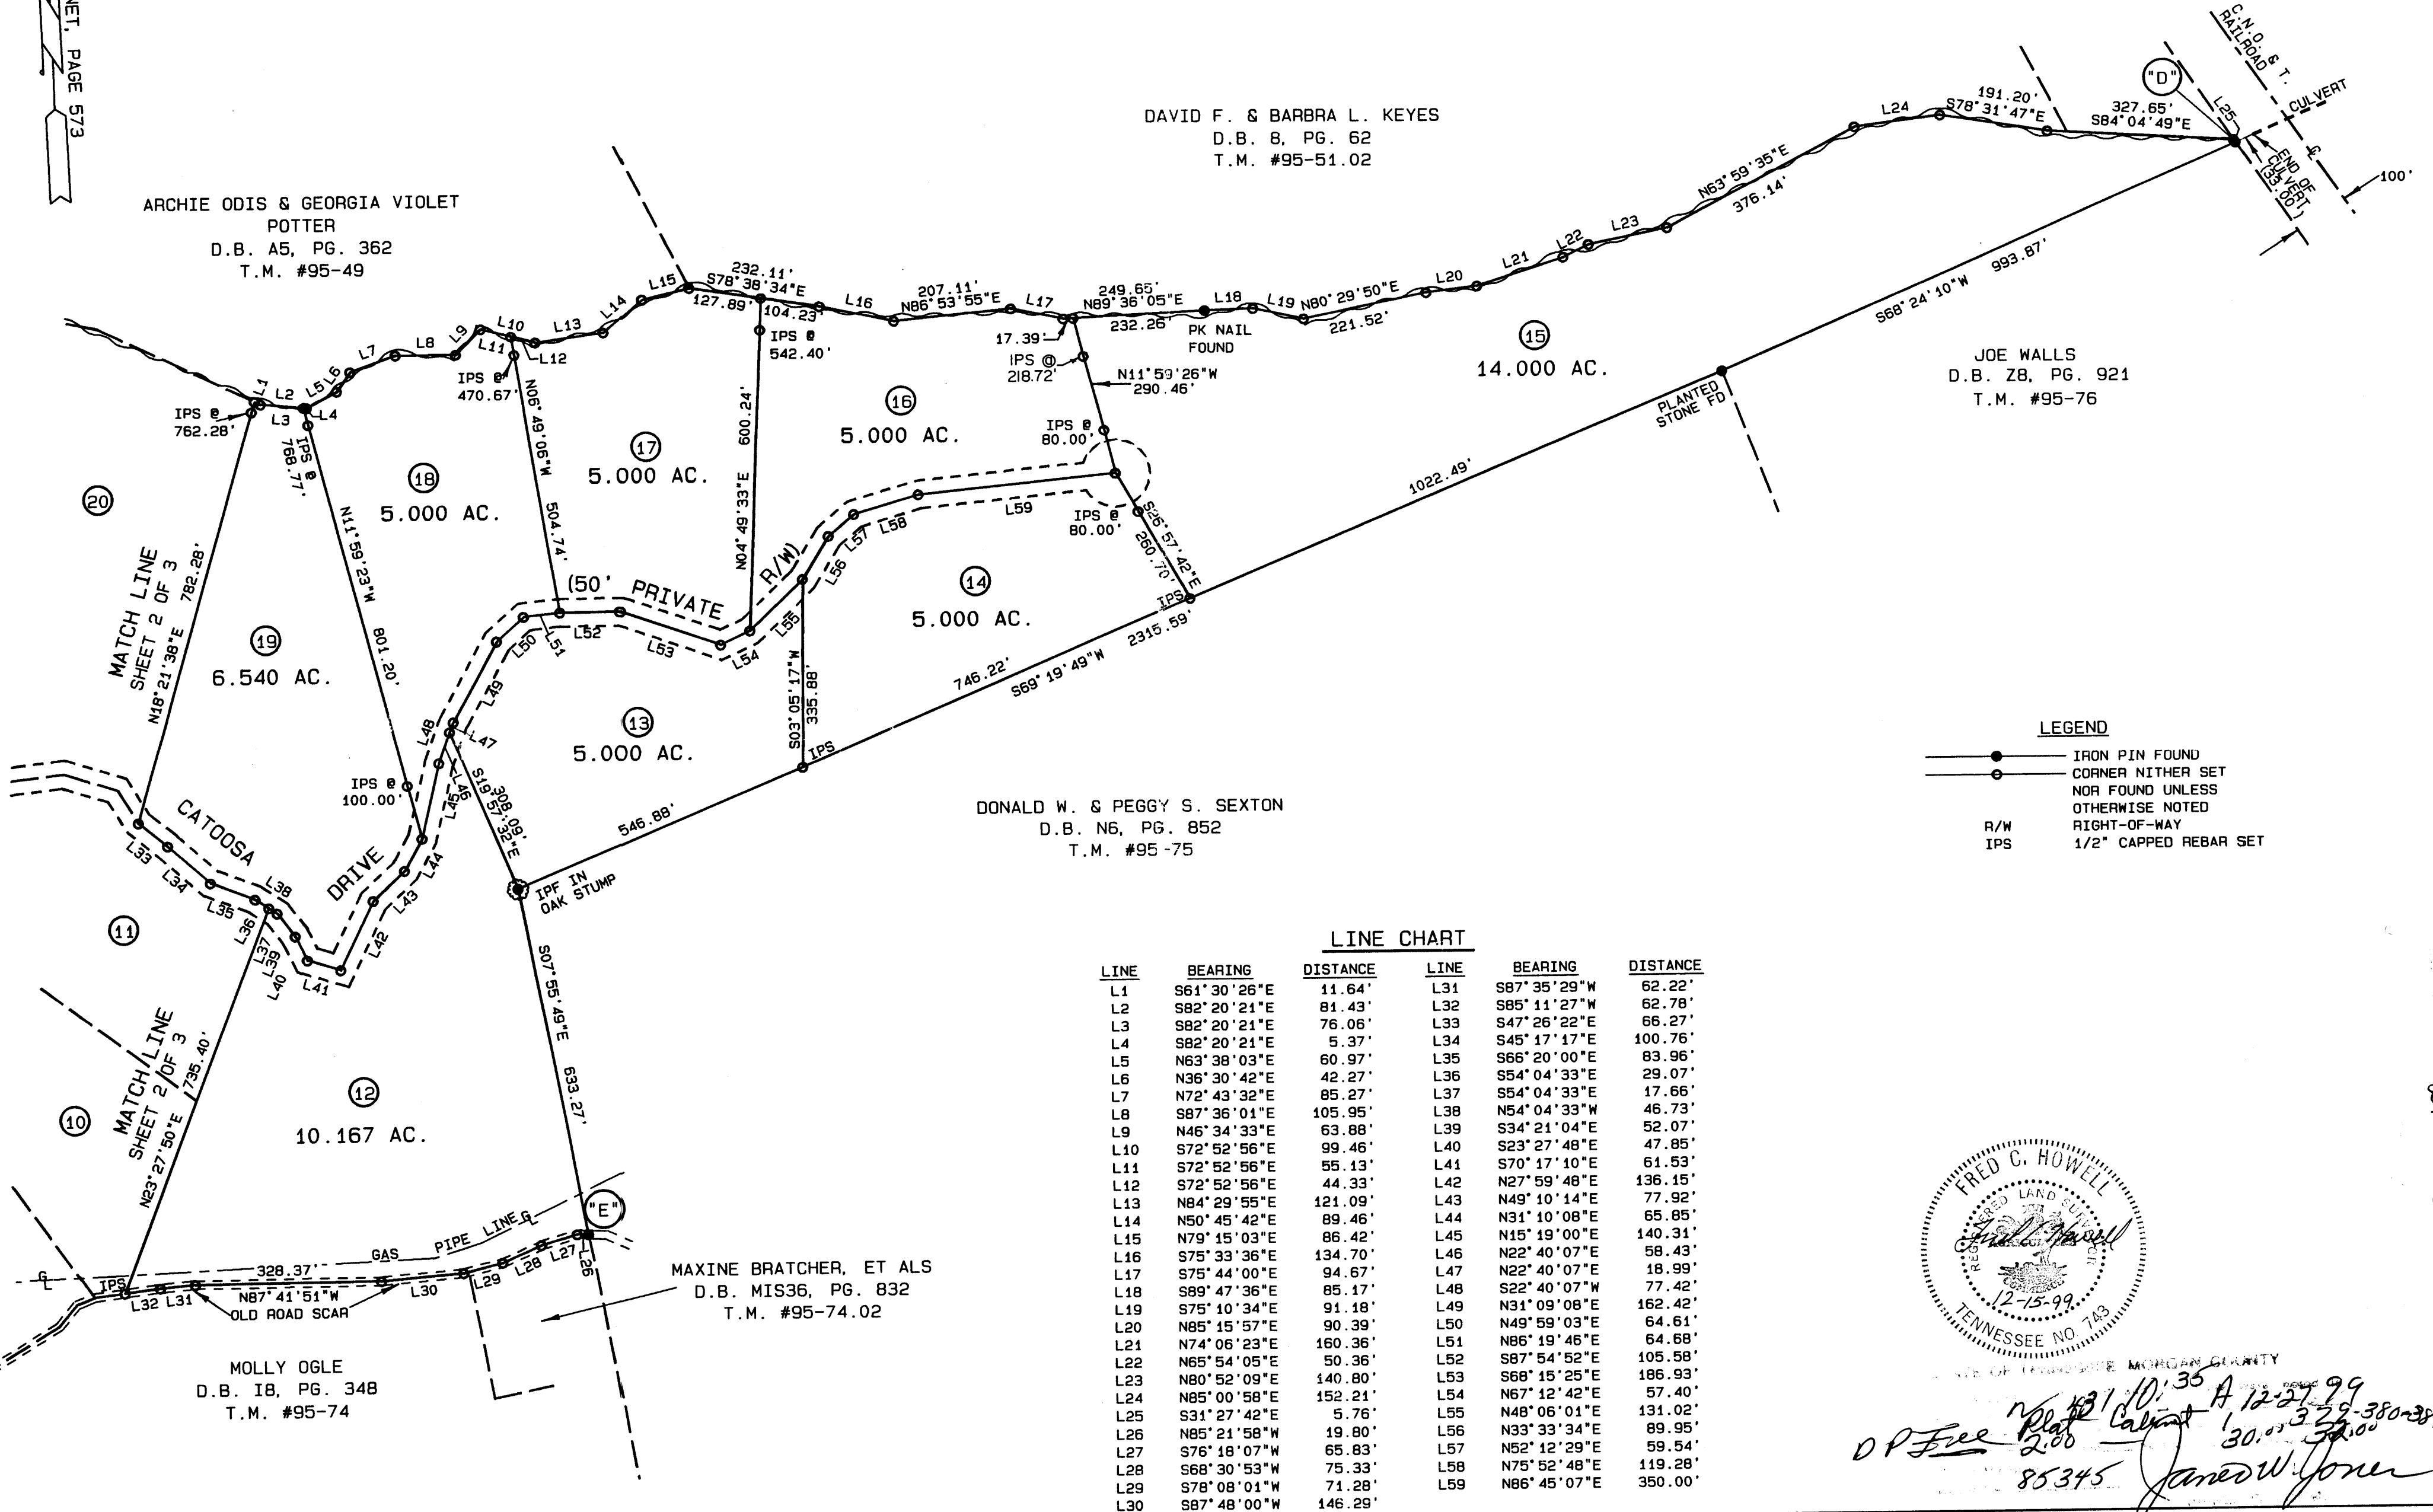 NET, PAGE 573
ARCHIE ODIS & GEORGIA VIOLET
POTTER
D.B. A5, PG. 362
T.M. #95-49
DAVID F. & BARBRA L. KEYES
D.B. 8, PG. 62
T.M. #95-51.02
C.N.O. & T.
RAILROAD
CULVERT
℄
100'
END OF
CULVERT
(33.00')
"D"
L25
327.65'
S84°04'49"E
191.20'
S78°31'47"E
L24
N63°59'35"E
376.14'
L23
L22
L21
L20
N80°29'50"E
221.52'
L19
L18
PK NAIL
FOUND
249.65'
N89°36'05"E
232.26'
17.39'
L17
207.11'
N86°53'55"E
L16
232.11'
S78°38'34"E
127.89'
104.23'
L15
L14
L13
L12
L10
L11
L9
L8
L7
L6
L5
L4
L2
L3
L1
IPS @
762.28'
IPS @
768.77'
IPS @
470.67'
IPS @
542.40'
IPS @
218.72'
N11°59'26"W
290.46'
IPS @
80.00'
IPS @
80.00'
S26°57'42"E
260.70'
15
14.000 AC.
S68°24'10"W 993.87'
JOE WALLS
D.B. Z8, PG. 921
T.M. #95-76
PLANTED
STONE FD
1022.49'
16
5.000 AC.
17
5.000 AC.
18
5.000 AC.
20
N04°49'33"E 600.24'
N06°49'06"W 504.74'
N11°59'23"W 801.20'
MATCH LINE
SHEET 2 OF 3
N18°21'38"E 782.28'
19
6.540 AC.
(50' PRIVATE R/W)
L59
L58
L57
L56
L55
L54
L53
L52
L51
L50
L49
L48
L47
L46
L45
L44
L43
L42
L41
L40
L39
L37
L36
L38
L35
L34
L33
14
5.000 AC.
13
5.000 AC.
S03°05'17"W
335.88'
IPS
IPS
746.22'
S69°19'49"W 2315.59'
546.88'
308.09'
S19°57'32"E
IPS @
100.00'
CATOOSA DRIVE
IPF IN
OAK STUMP
DONALD W. & PEGGY S. SEXTON
D.B. N6, PG. 852
T.M. #95-75
LEGEND
IRON PIN FOUND
CORNER NITHER SET
NOR FOUND UNLESS
OTHERWISE NOTED
R/W RIGHT-OF-WAY
IPS 1/2" CAPPED REBAR SET
11
10
MATCH LINE
SHEET 2 OF 3
N23°27'50"E 735.40'
12
10.167 AC.
S07°55'49"E 633.27'
"E"
GAS PIPE LINE ℄
℄
IPS
328.37'
N87°41'51"W
OLD ROAD SCAR
L32
L31
L30
L29
L28
L27
L26
MAXINE BRATCHER, ET ALS
D.B. MIS36, PG. 832
T.M. #95-74.02
MOLLY OGLE
D.B. I8, PG. 348
T.M. #95-74
LINE CHART
LINE BEARING DISTANCE LINE BEARING DISTANCE
L1 S61°30'26"E 11.64' L31 S87°35'29"W 62.22'
L2 S82°20'21"E 81.43' L32 S85°11'27"W 62.78'
L3 S82°20'21"E 76.06' L33 S47°26'22"E 66.27'
L4 S82°20'21"E 5.37' L34 S45°17'17"E 100.76'
L5 N63°38'03"E 60.97' L35 S66°20'00"E 83.96'
L6 N36°30'42"E 42.27' L36 S54°04'33"E 29.07'
L7 N72°43'32"E 85.27' L37 S54°04'33"E 17.66'
L8 S87°36'01"E 105.95' L38 N54°04'33"W 46.73'
L9 N46°34'33"E 63.88' L39 S34°21'04"E 52.07'
L10 S72°52'56"E 99.46' L40 S23°27'48"E 47.85'
L11 S72°52'56"E 55.13' L41 S70°17'10"E 61.53'
L12 S72°52'56"E 44.33' L42 N27°59'48"E 136.15'
L13 N84°29'55"E 121.09' L43 N49°10'14"E 77.92'
L14 N50°45'42"E 89.46' L44 N31°10'08"E 65.85'
L15 N79°15'03"E 86.42' L45 N15°19'00"E 140.31'
L16 S75°33'36"E 134.70' L46 N22°40'07"E 58.43'
L17 S75°44'00"E 94.67' L47 N22°40'07"E 18.99'
L18 S89°47'36"E 85.17' L48 S22°40'07"W 77.42'
L19 S75°10'34"E 91.18' L49 N31°09'08"E 162.42'
L20 N85°15'57"E 90.39' L50 N49°59'03"E 64.61'
L21 N74°06'23"E 160.36' L51 N86°19'46"E 64.68'
L22 N65°54'05"E 50.36' L52 S87°54'52"E 105.58'
L23 N80°52'09"E 140.80' L53 S68°15'25"E 186.93'
L24 N85°00'58"E 152.21' L54 N67°12'42"E 57.40'
L25 S31°27'42"E 5.76' L55 N48°06'01"E 131.02'
L26 N85°21'58"W 19.80' L56 N33°33'34"E 89.95'
L27 S76°18'07"W 65.83' L57 N52°12'29"E 59.54'
L28 S68°30'53"W 75.33' L58 N75°52'48"E 119.28'
L29 S78°08'01"W 71.28' L59 N86°45'07"E 350.00'
L30 S87°48'00"W 146.29'
FRED C. HOWELL
REGISTERED LAND SURVEYOR
12-15-99
TENNESSEE NO. 743
MORGAN COUNTY
431 10:35 A 12-27 99
Plat Cabinet 1 379-380-38
D P Fee 2.00 30.00 32.00
85345